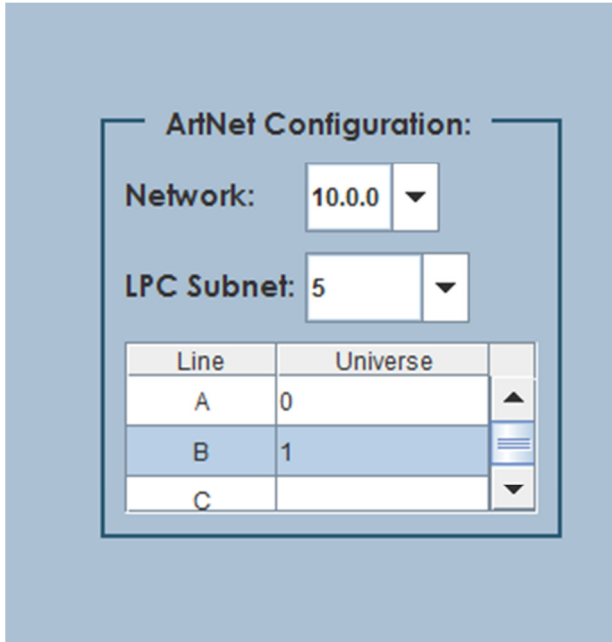 ArtNet Configuration:
Network: 10.0.0
LPC Subnet: 5
Line Universe
A 0
B 1
C